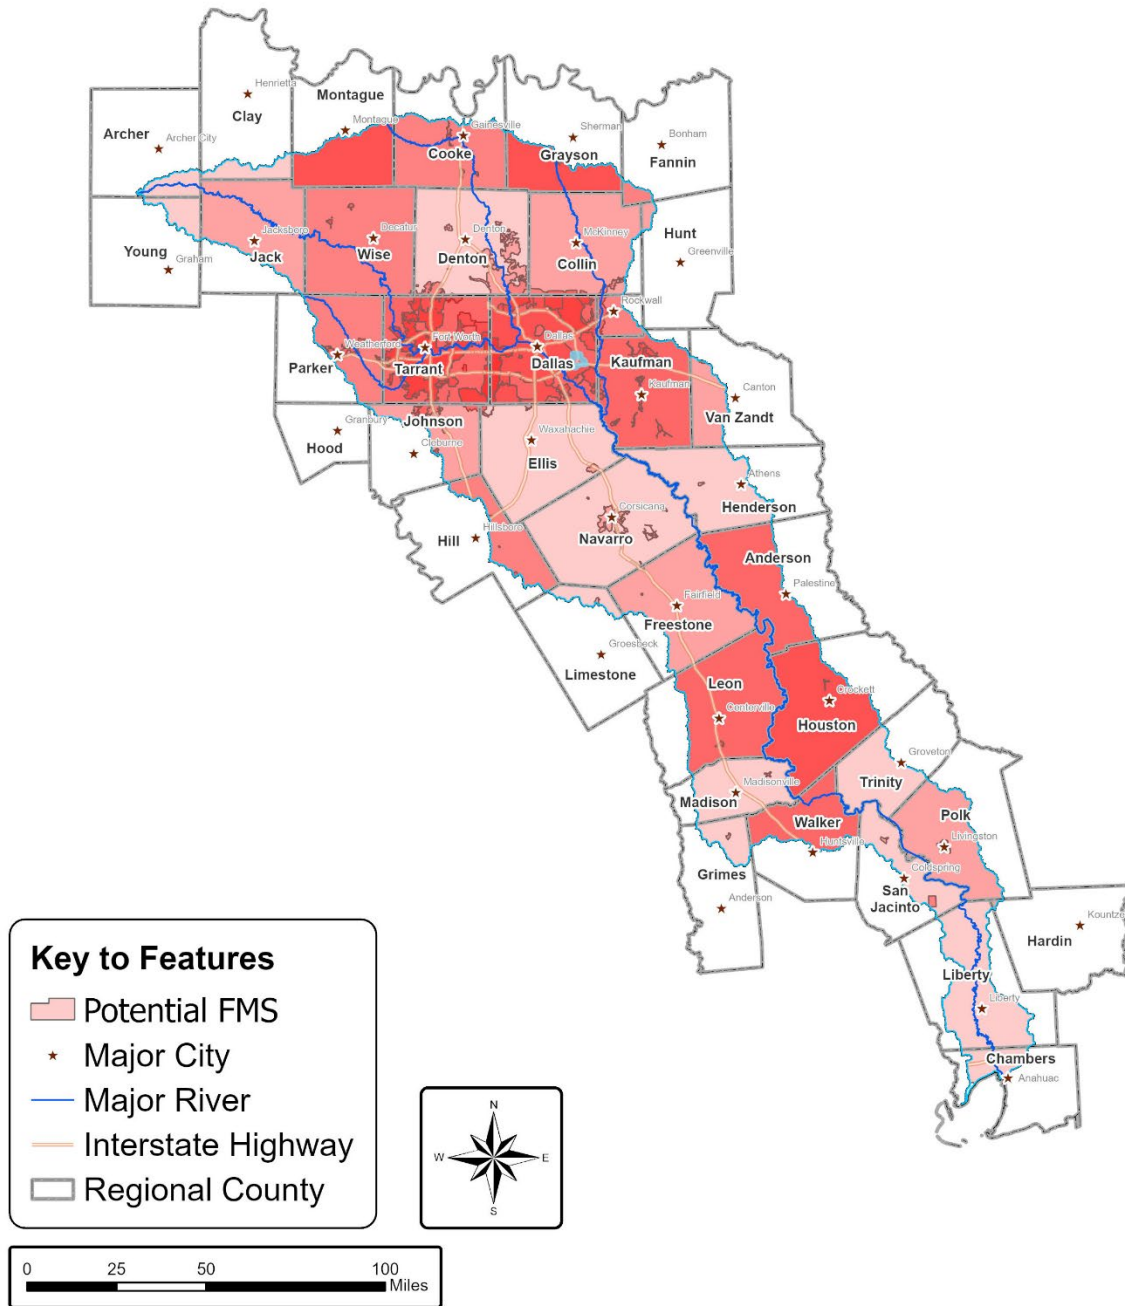 Henrietta
Clay
Montague
Montague
Archer
Archer City
Gainesville
Cooke
Sherman
Grayson
Bonham
Fannin
Young
Graham
Jacksboro
Jack
Decatur
Wise
Denton
Denton
McKinney
Collin
Hunt
Greenville
Rockwall
Weatherford
Parker
Fort Worth
Tarrant
Dallas
Dallas
Kaufman
Kaufman
Canton
Van Zandt
Granbury
Hood
Johnson
Cleburne
Waxahachie
Ellis
Athens
Henderson
Hillsboro
Hill
Corsicana
Navarro
Anderson
Palestine
Fairfield
Freestone
Groesbeck
Limestone
Leon
Centerville
Crockett
Houston
Groveton
Trinity
Madisonville
Madison
Walker
Huntsville
Polk
Livingston
Coldspring
San
Jacinto
Grimes
Anderson
Kountze
Hardin
Liberty
Liberty
Chambers
Anahuac
Key to Features
Potential FMS
Major City
Major River
Interstate Highway
Regional County
N
W
E
S
0
25
50
100
Miles